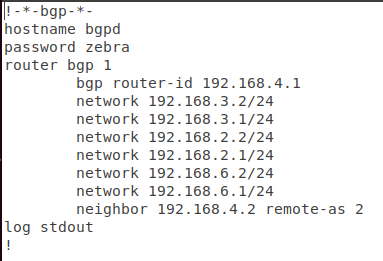 !-*-bgp-*-
hostname bgpd
password zebra
router bgp 1
        bgp router-id 192.168.4.1
        network 192.168.3.2/24
        network 192.168.3.1/24
        network 192.168.2.2/24
        network 192.168.2.1/24
        network 192.168.6.2/24
        network 192.168.6.1/24
        neighbor 192.168.4.2 remote-as 2
log stdout
!